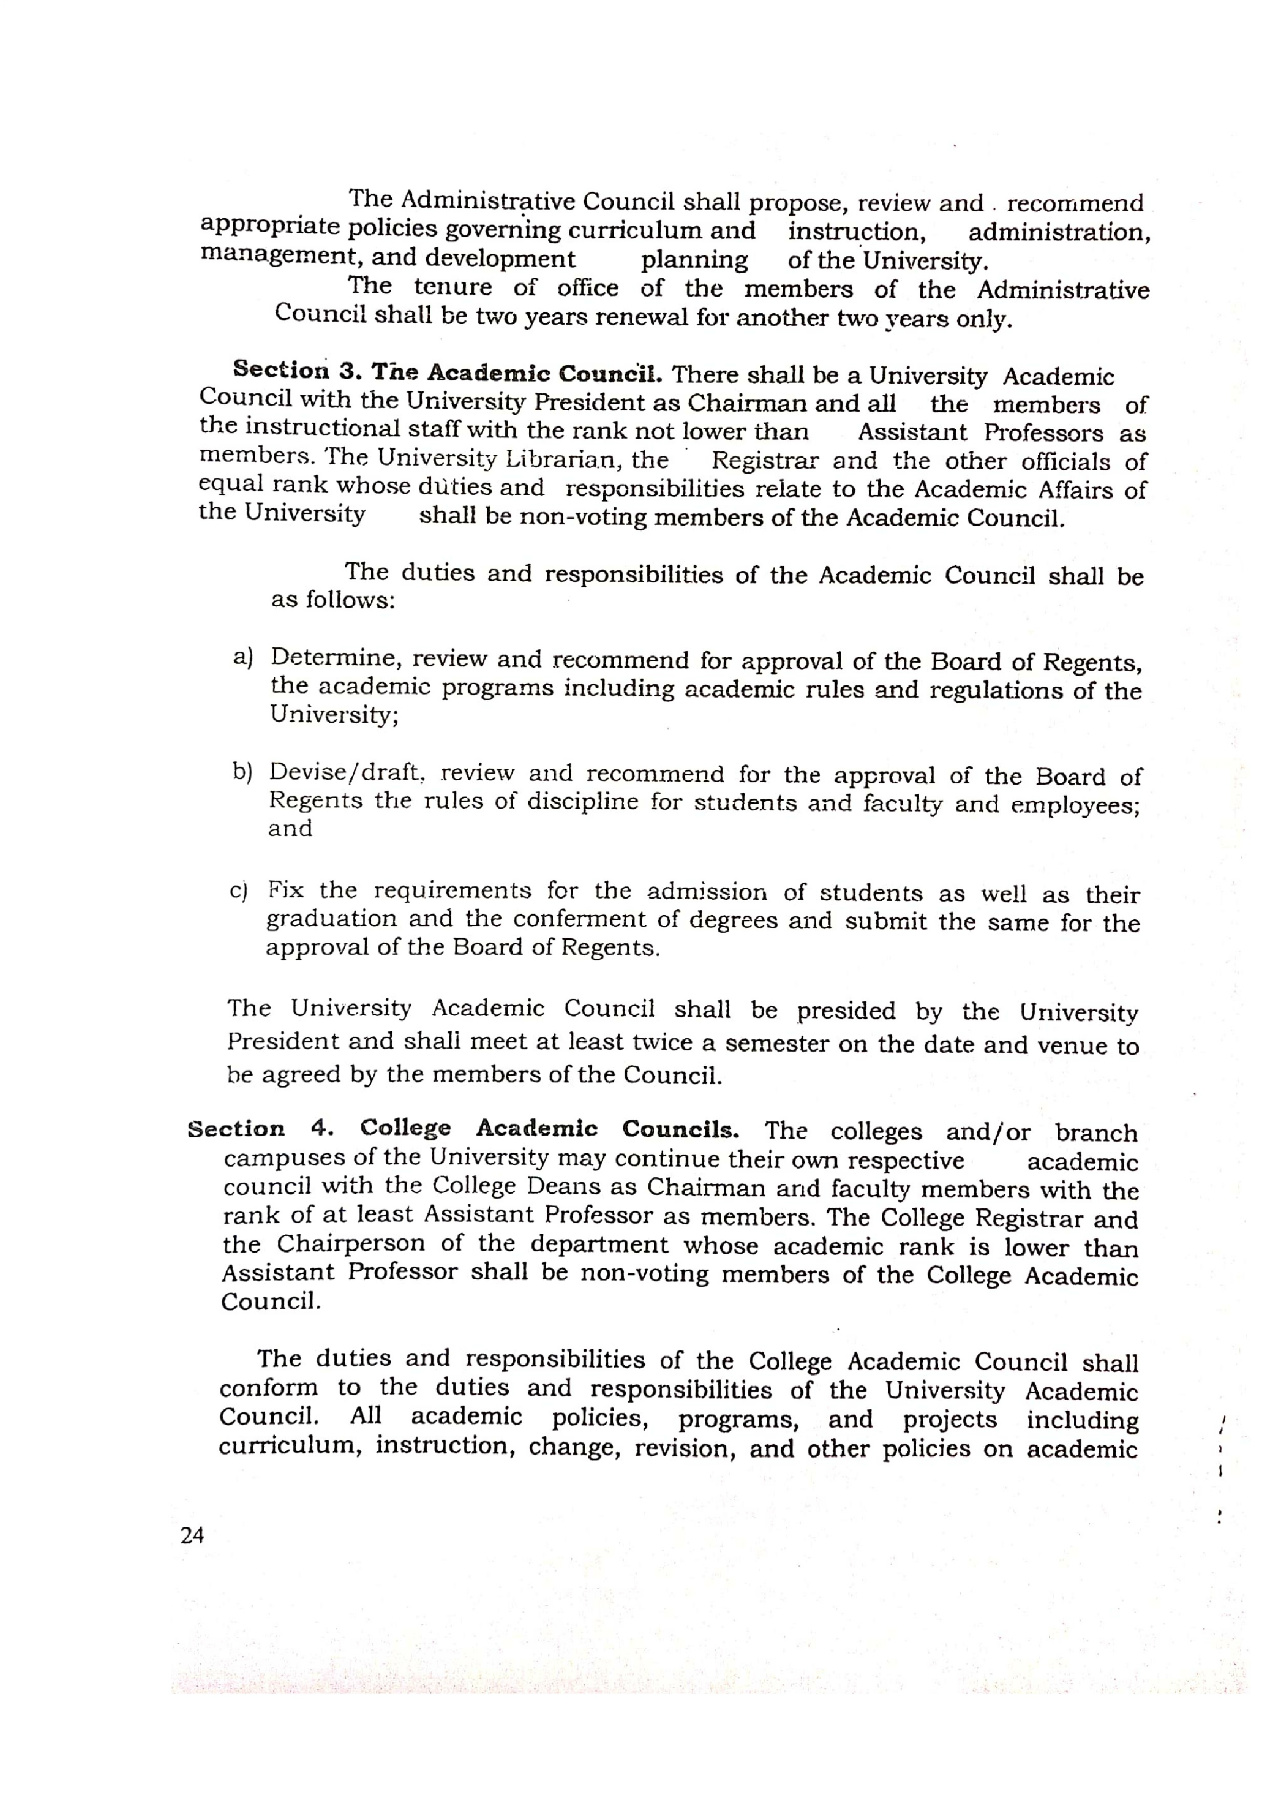 The Administrative Council shall propose, review and . recommend
appropriate policies governing curriculum and instruction, administration,
management, and development planning of the University.
The tenure of office of the members of the Administrative
Council shall be two years renewal for another two years only.
Section 3. The Academic Council. There shall be a University Academic
Council with the University President as Chairman and all the members of
the instructional staff with the rank not lower than Assistant Professors as
members. The University Librarian, the Registrar and the other officials of
equal rank whose duties and responsibilities relate to the Academic Affairs of
the University shall be non-voting members of the Academic Council.
The duties and responsibilities of the Academic Council shall be
as follows:
a) Determine, review and recommend for approval of the Board of Regents,
the academic programs including academic rules and regulations of the
University;
b) Devise/draft, review and recommend for the approval of the Board of
Regents the rules of discipline for students and faculty and employees;
and
c) Fix the requirements for the admission of students as well as their
graduation and the conferment of degrees and submit the same for the
approval of the Board of Regents.
The University Academic Council shall be presided by the University
President and shall meet at least twice a semester on the date and venue to
be agreed by the members of the Council.
Section 4. College Academic Councils. The colleges and/or branch
campuses of the University may continue their own respective academic
council with the College Deans as Chairman and faculty members with the
rank of at least Assistant Professor as members. The College Registrar and
the Chairperson of the department whose academic rank is lower than
Assistant Professor shall be non-voting members of the College Academic
Council.
The duties and responsibilities of the College Academic Council shall
conform to the duties and responsibilities of the University Academic
Council. All academic policies, programs, and projects including
curriculum, instruction, change, revision, and other policies on academic
24